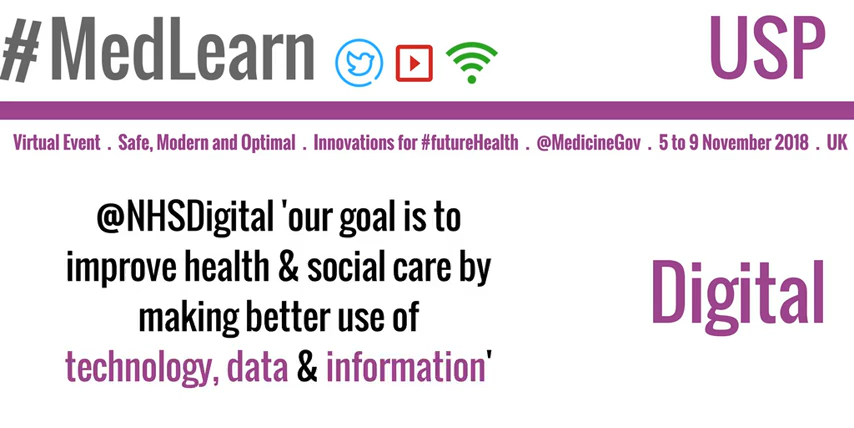 #MedLearn
USP
Virtual Event . Safe, Modern and Optimal . Innovations for #futureHealth . @MedicineGov . 5 to 9 November 2018 . UK
@NHSDigital 'our goal is to
improve health & social care by
making better use of
technology, data & information'
Digital